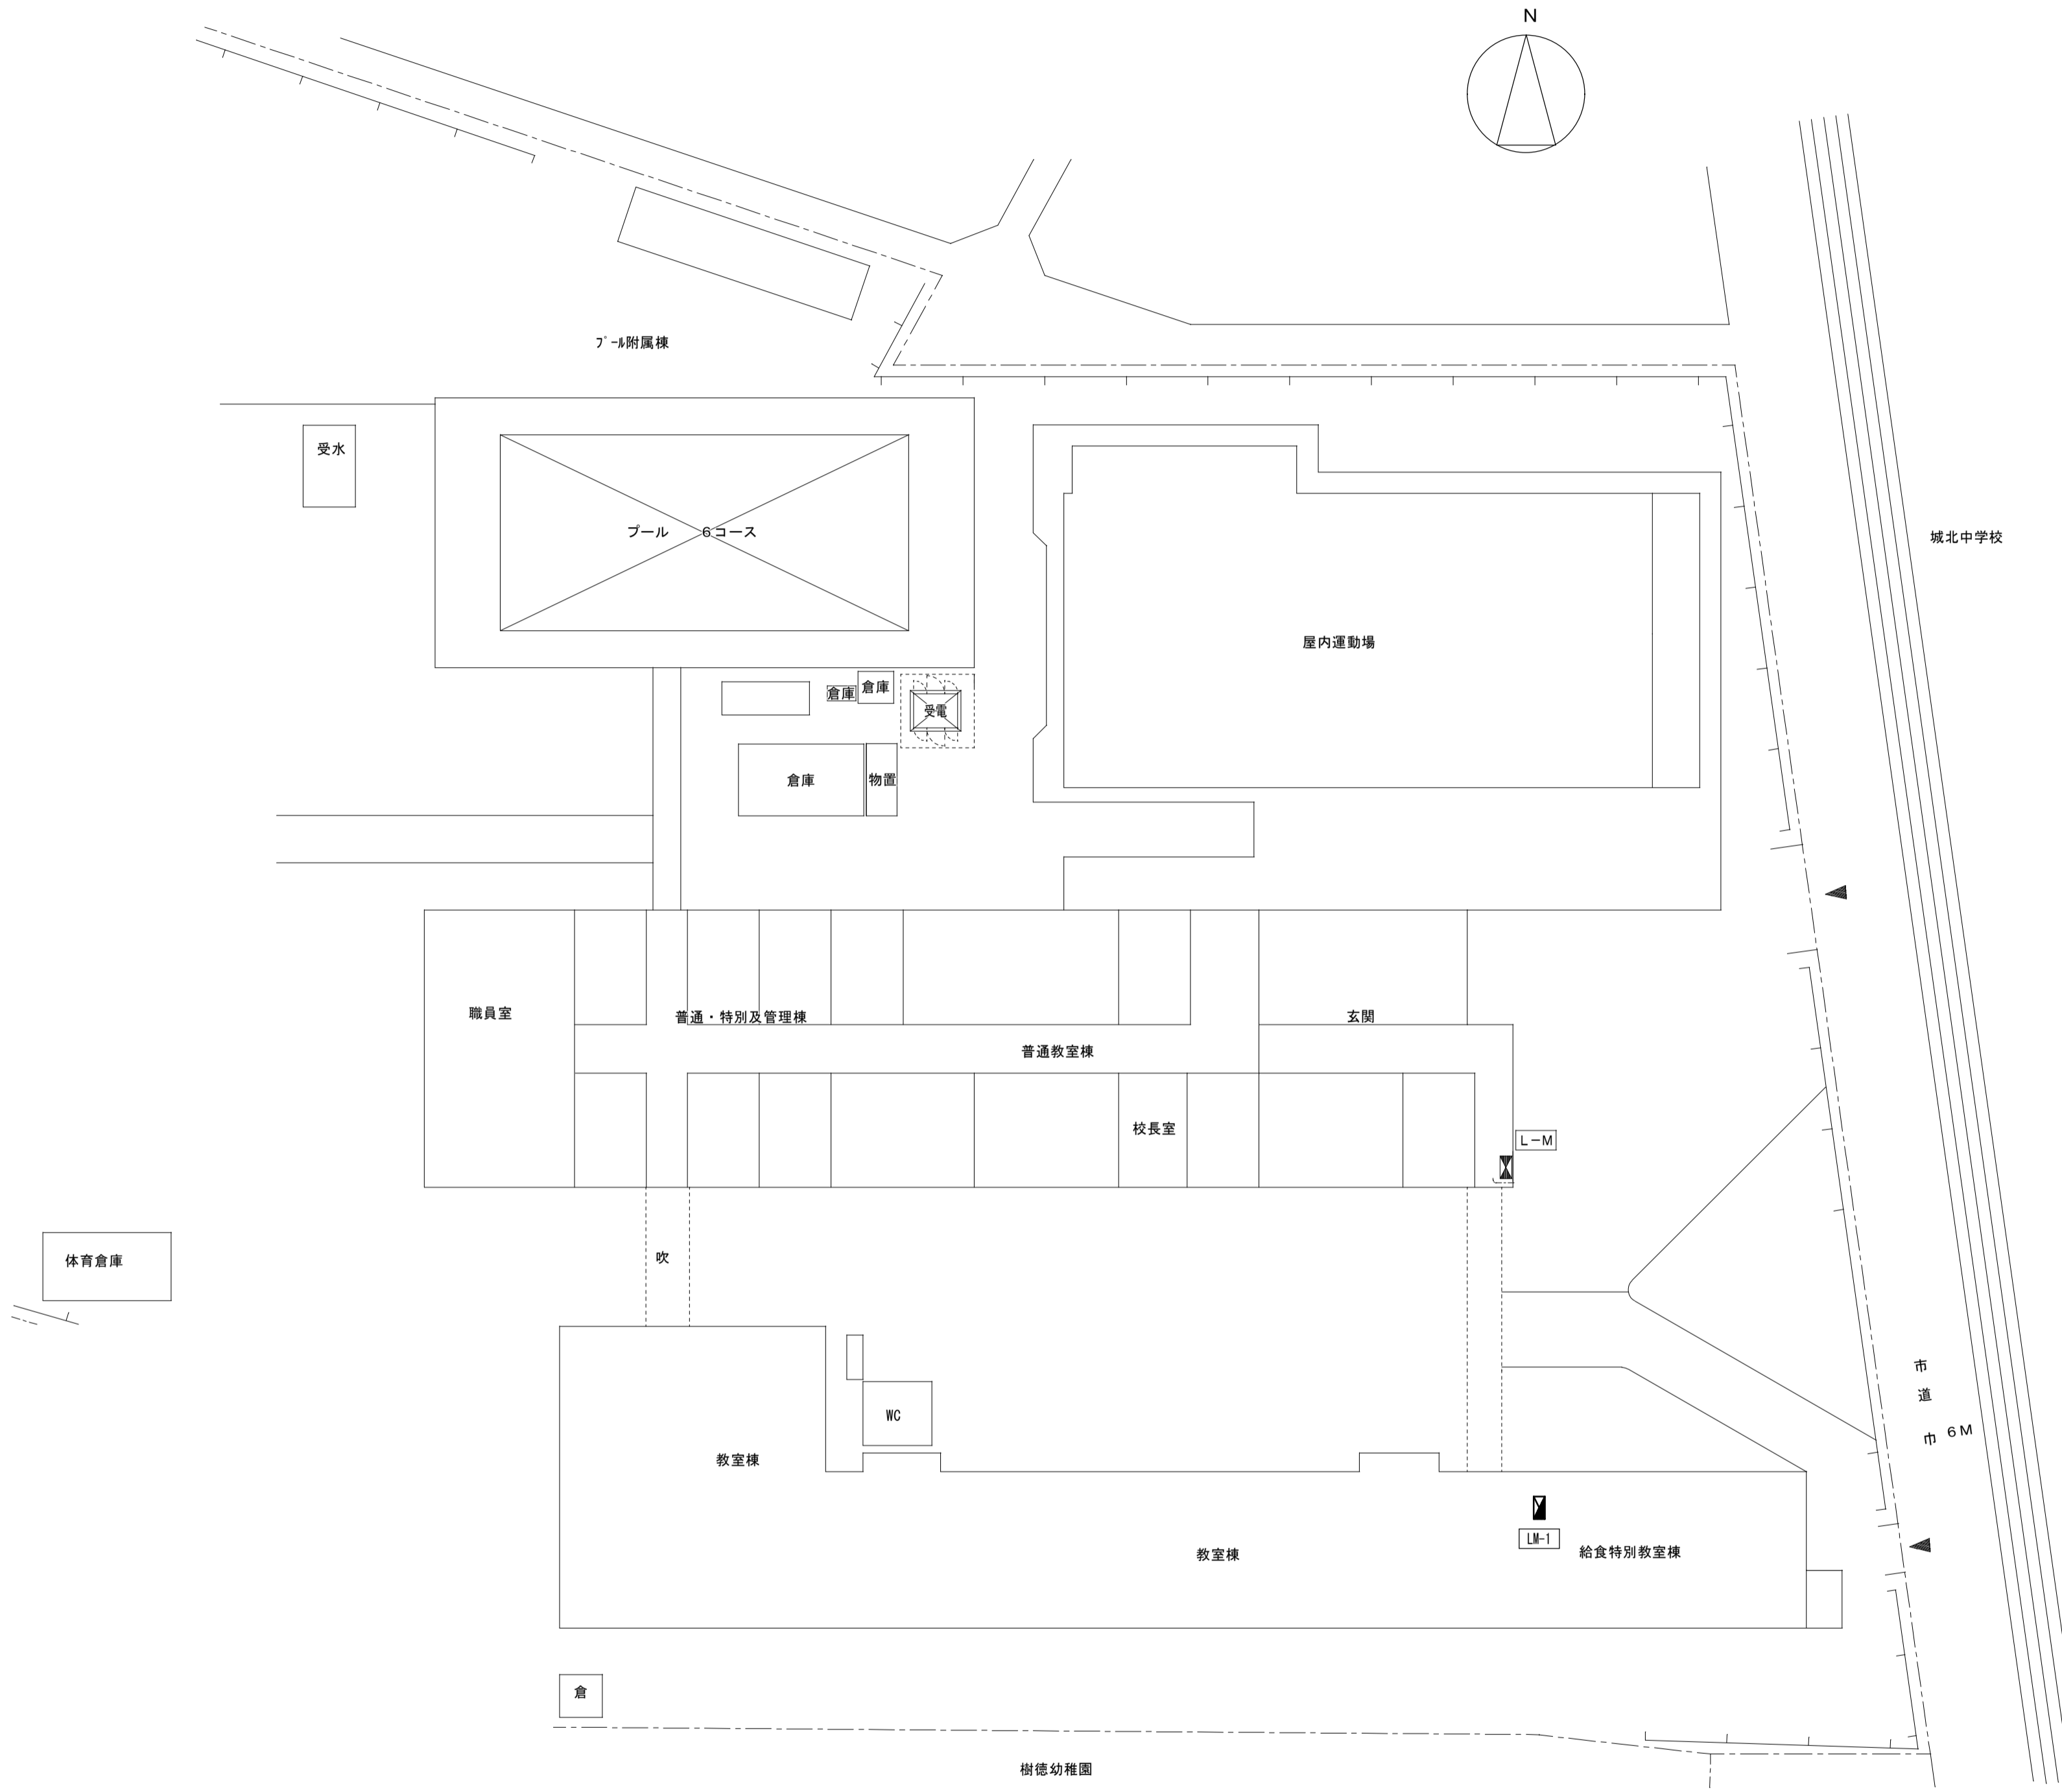 N
ﾌﾟｰﾙ附属棟
受水
プール　６コース
城北中学校
屋内運動場
倉庫
倉庫
受電
倉庫
物置
職員室
普通・特別及管理棟
玄関
普通教室棟
校長室
L－M
体育倉庫
吹
市
道
巾 6M
WC
教室棟
LM-1
教室棟
給食特別教室棟
倉
樹徳幼稚園